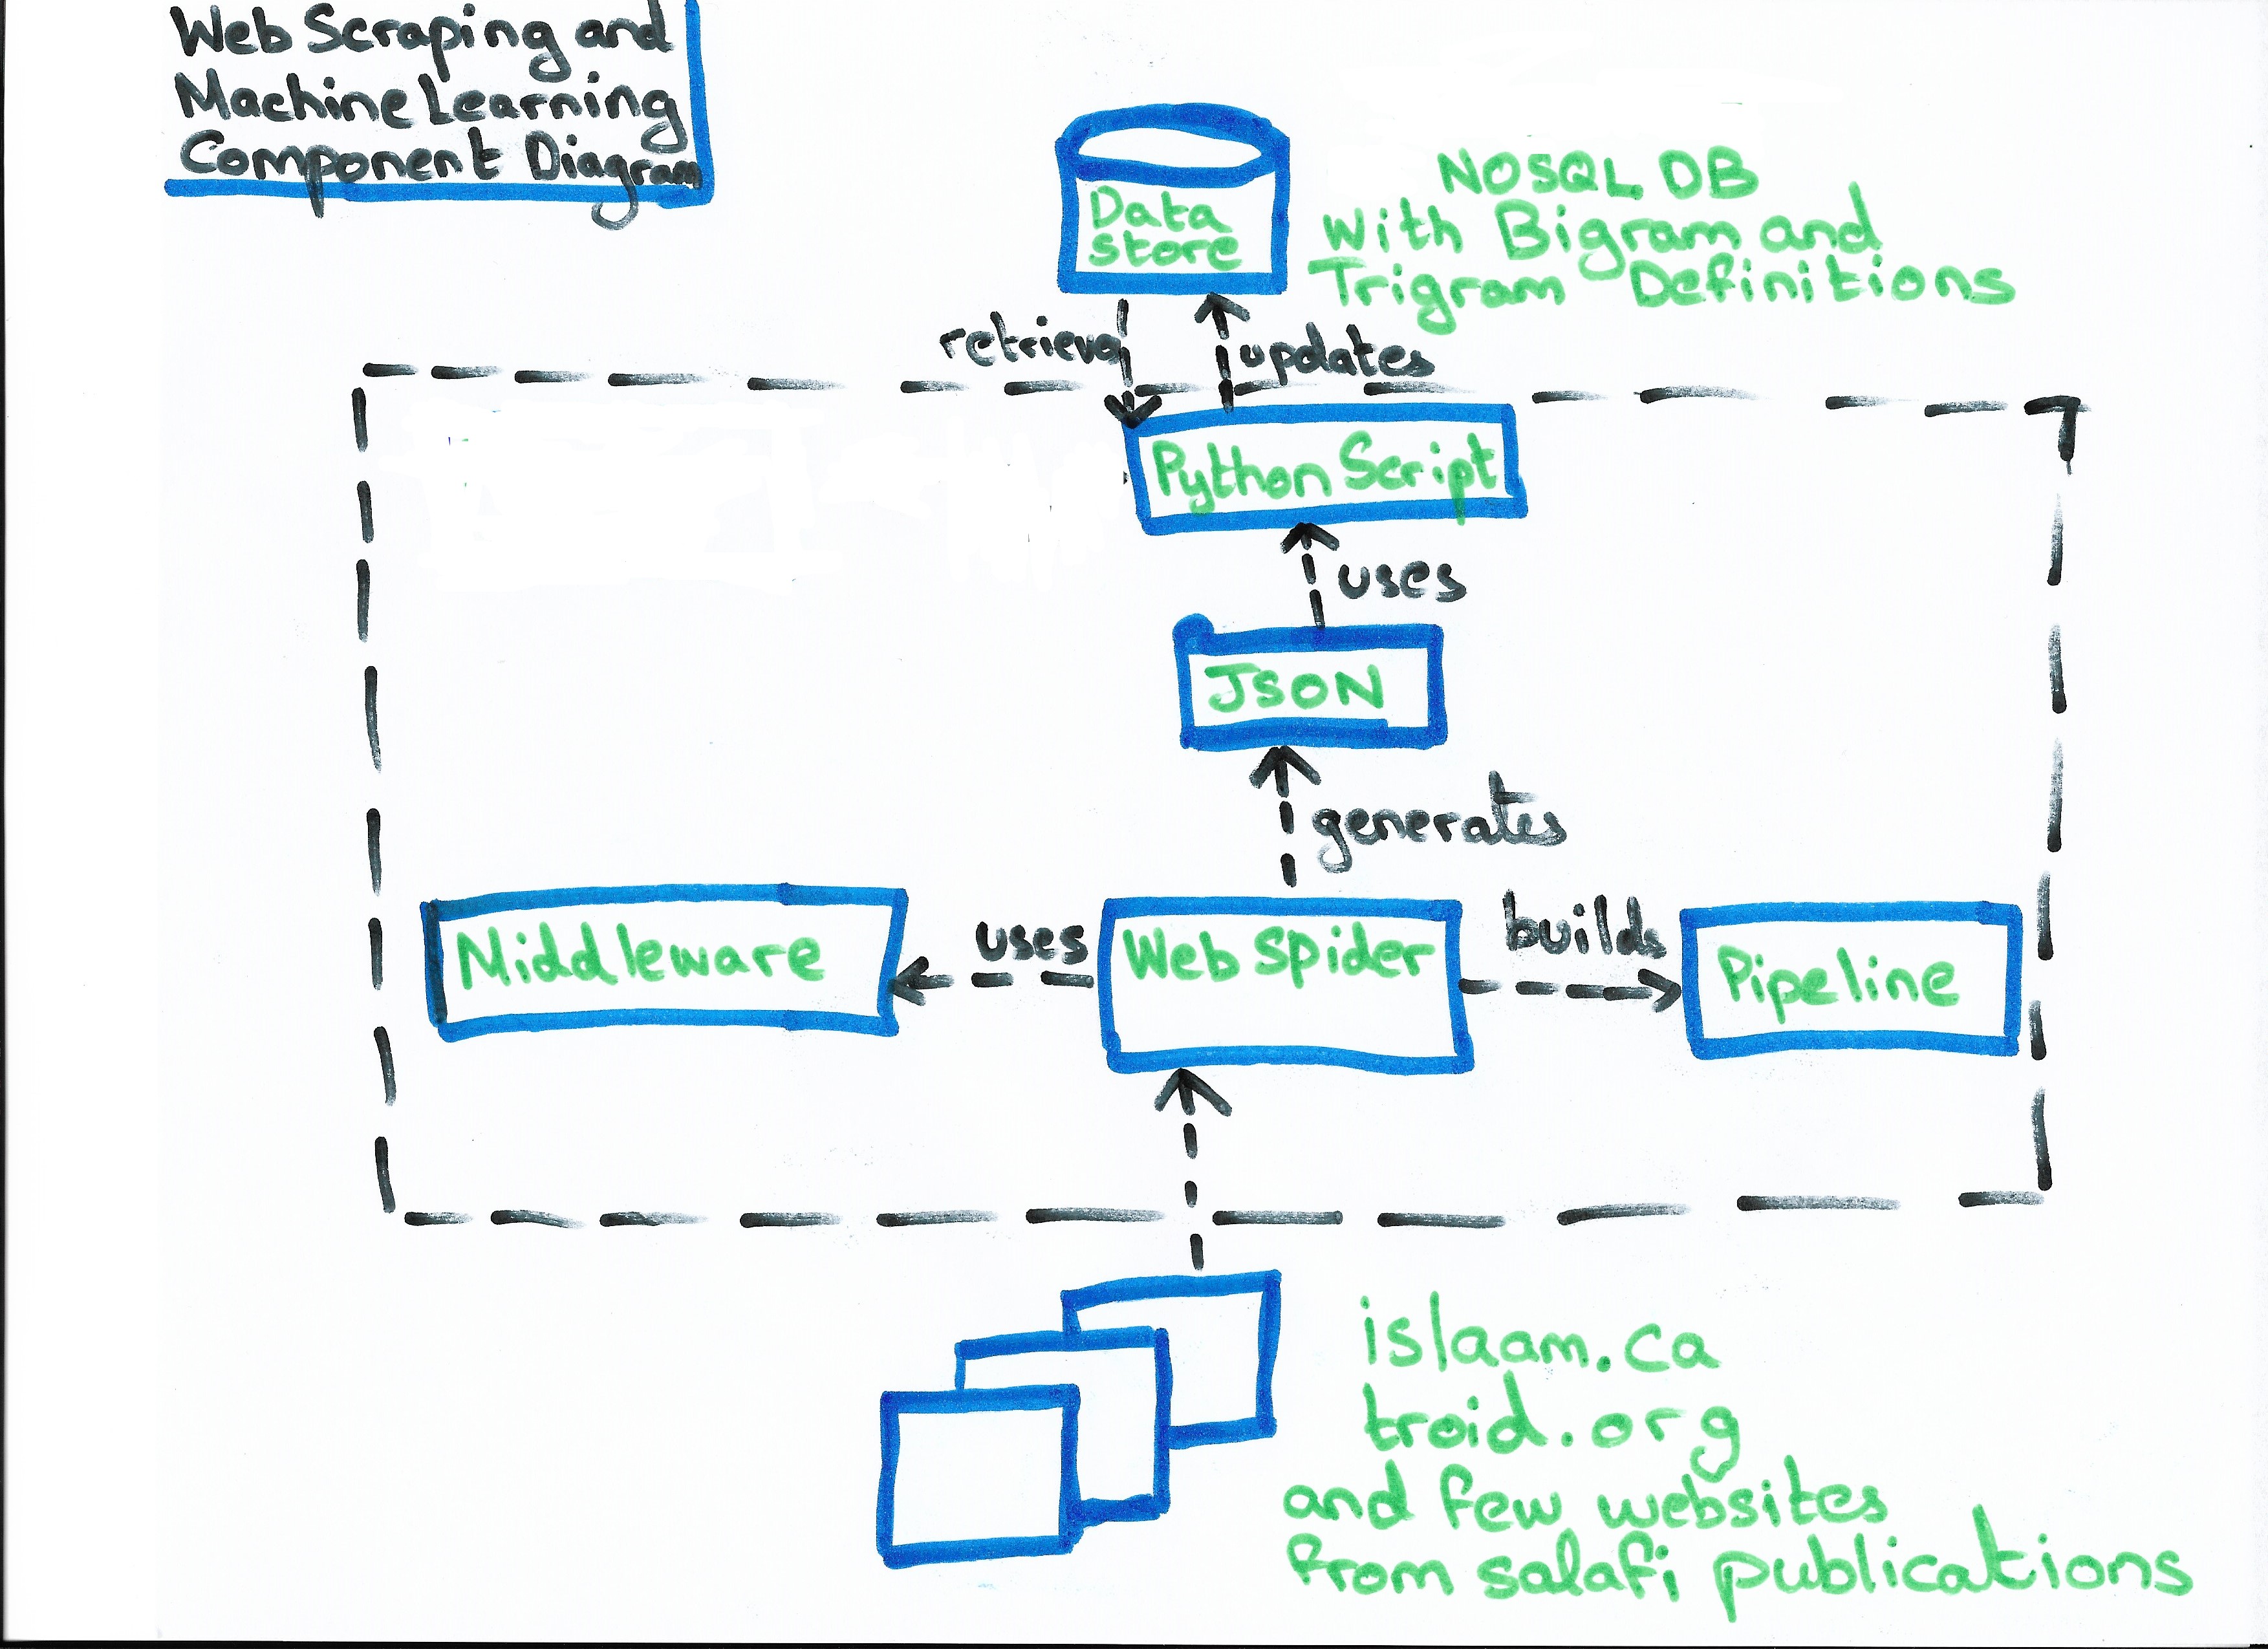 Web Scraping and
Machine Learning
Component Diagram
Data
store
NOSQL DB
With Bigram and
Trigram Definitions
retrieve
updates
Python Script
uses
JSON
generates
Middleware
uses
Web Spider
builds
Pipeline
islaam.ca
troid.org
and few websites
from salafi publications